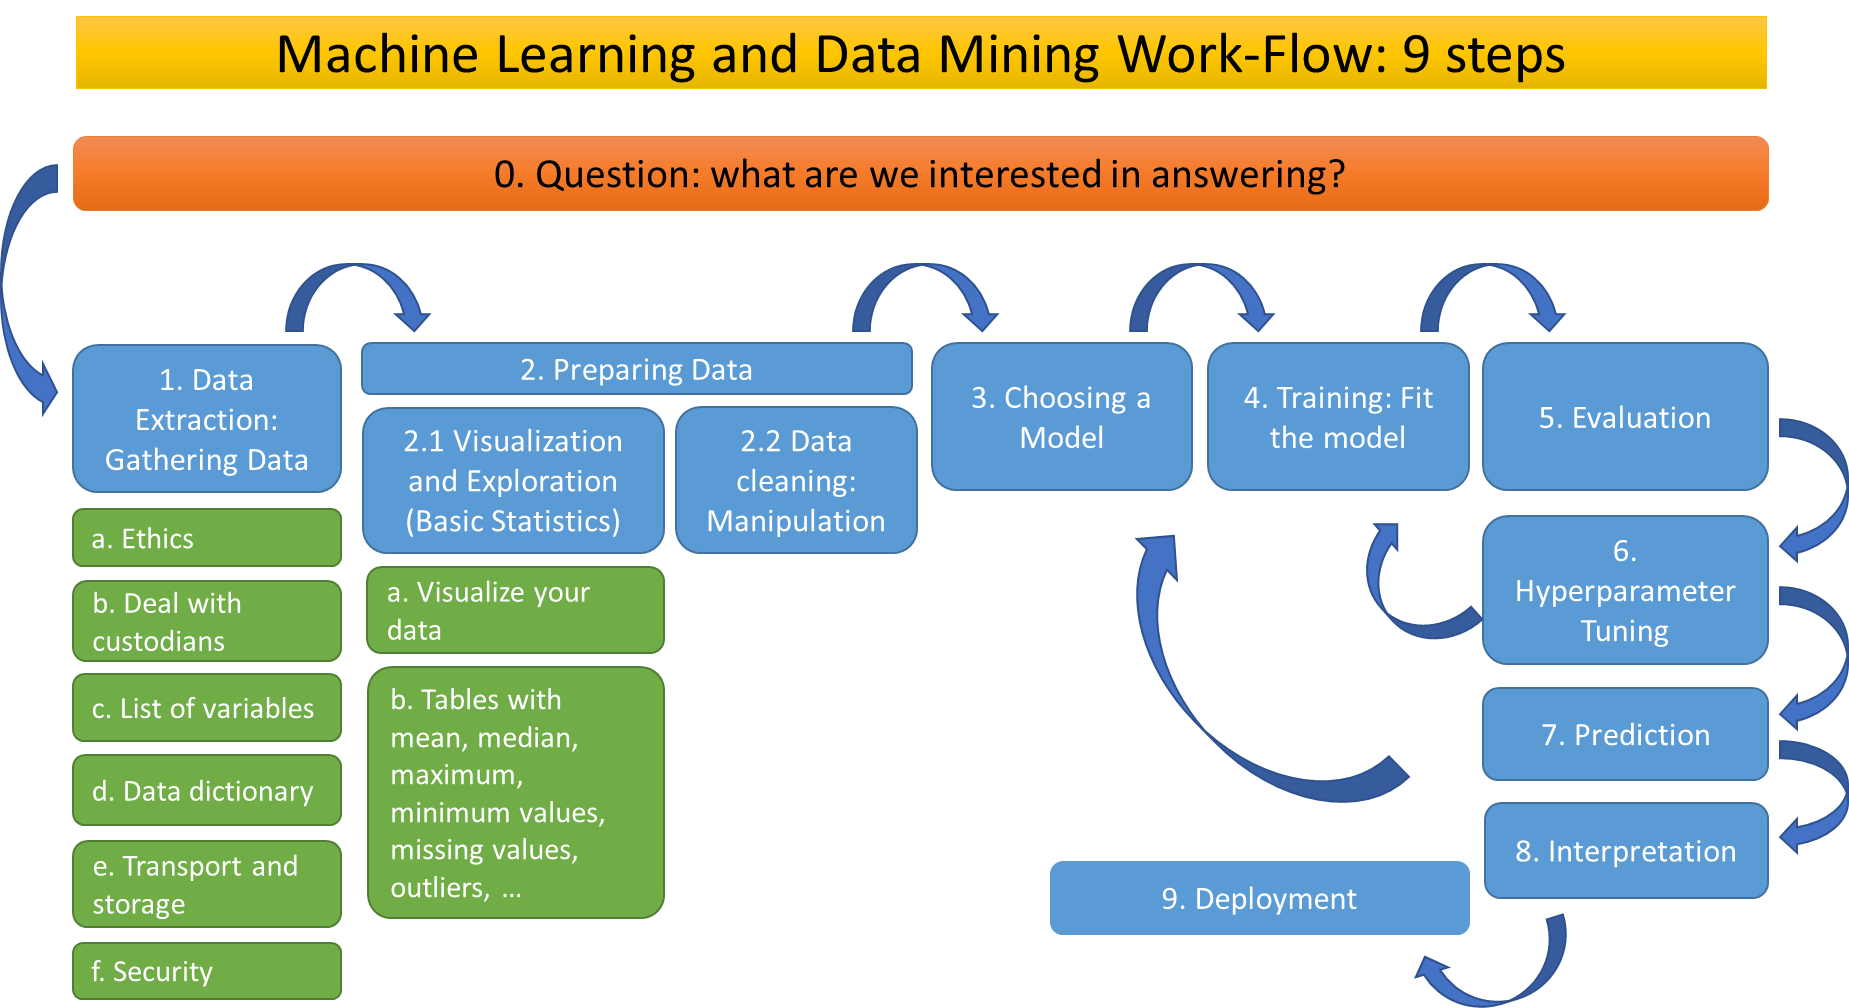 Machine Learning and Data Mining Work-Flow: 9 steps
0. Question: what are we interested in answering?
1. Data
Extraction:
Gathering Data
a. Ethics
b. Deal with
custodians
c. List of variables
d. Data dictionary
e. Transport and
storage
f. Security
2. Preparing Data
2.1 Visualization
and Exploration
(Basic Statistics)
a. Visualize your
data
b. Tables with
mean, median,
maximum,
minimum values,
missing values,
outliers, ...
2.2 Data
cleaning:
Manipulation
3. Choosing a
Model
4. Training: Fit
the model
5. Evaluation
6.
Hyperparameter
Tuning
7. Prediction
8. Interpretation
9. Deployment